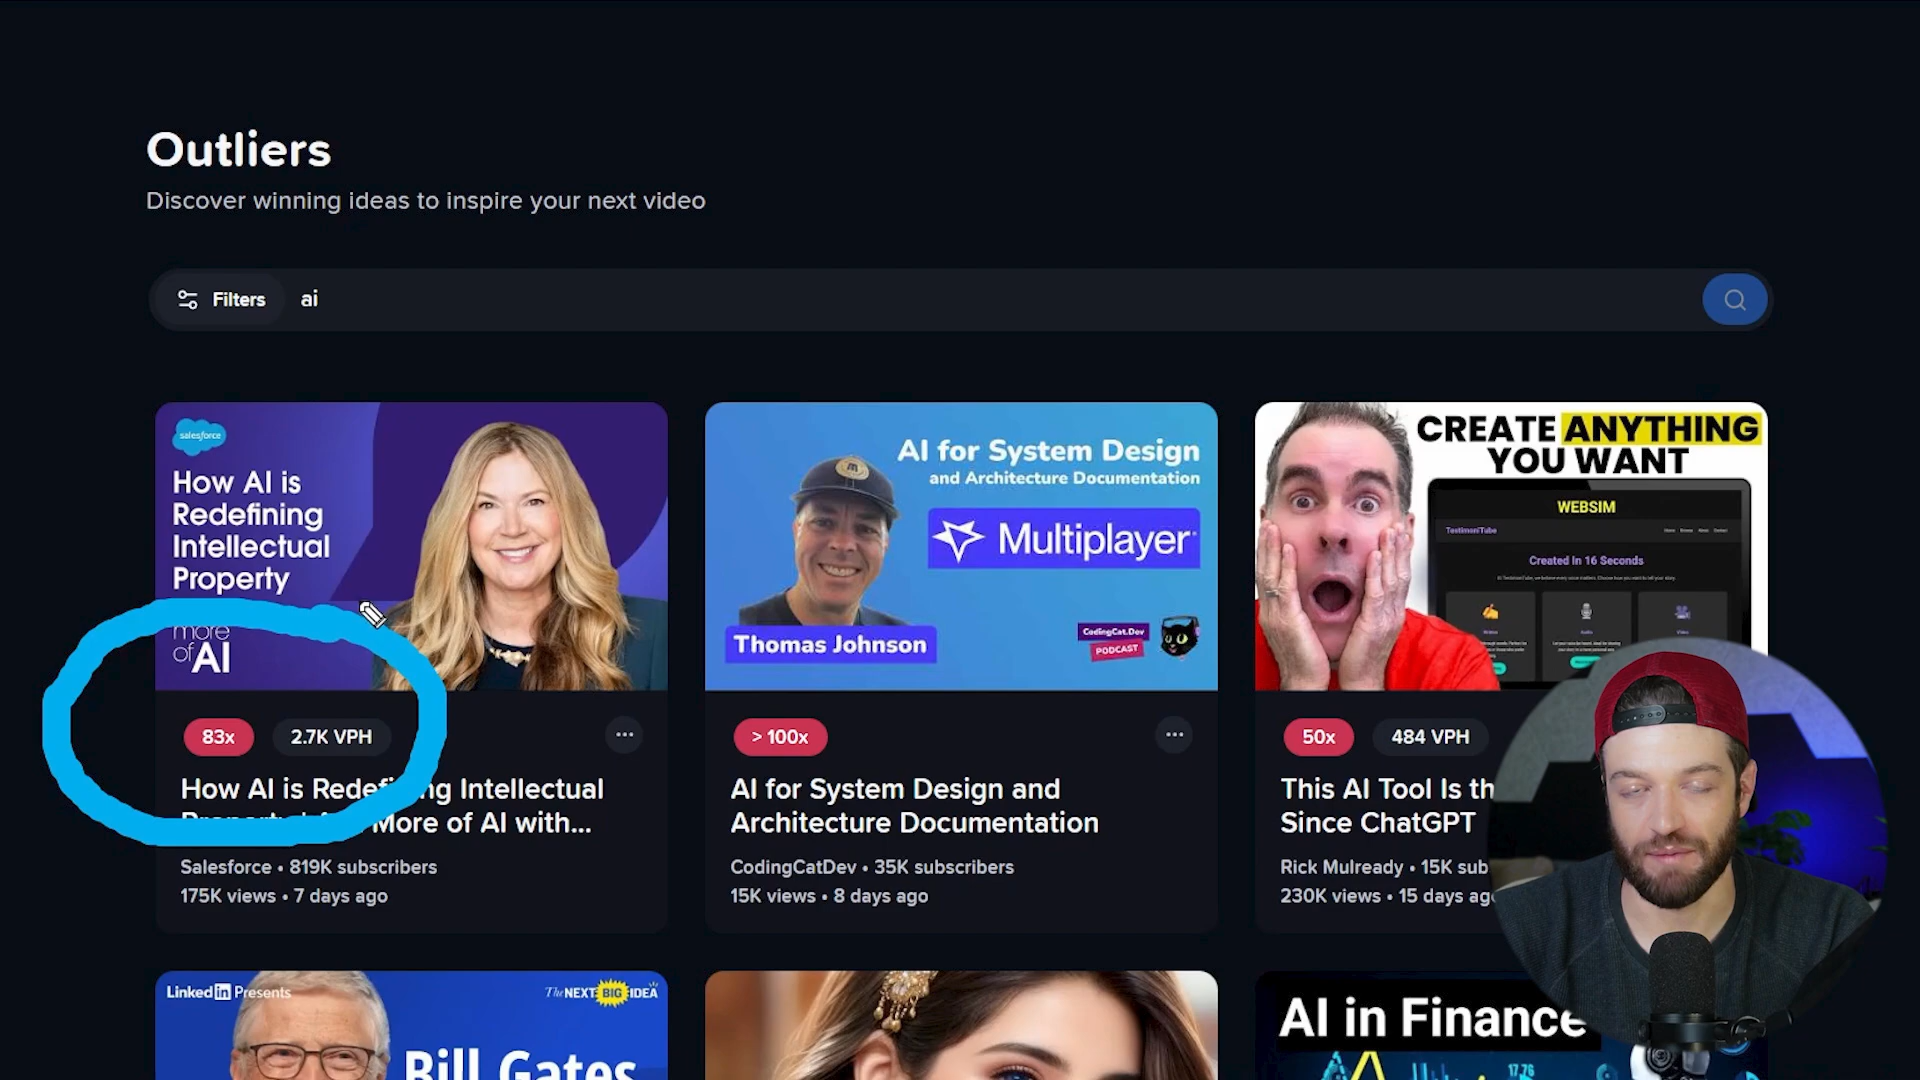 Outliers
Discover winning ideas to inspire your next video
Filters
ai
salesforce
How AI is
Redefining
Intellectual
Property
more
of AI
83x
2.7K VPH
How AI is Redefining Intellectual
More of AI with...
Salesforce • 819K subscribers
175K views • 7 days ago
AI for System Design
and Architecture Documentation
Multiplayer
Thomas Johnson
CodingCat.Dev
PODCAST
> 100x
AI for System Design and
Architecture Documentation
CodingCatDev • 35K subscribers
15K views • 8 days ago
CREATE ANYTHING
YOU WANT
WEBSIM
TestimoniTube
Created In 16 Seconds
50x
484 VPH
This AI Tool Is th
Since ChatGPT
Rick Mulready • 15K sub
230K views • 15 days ago
Linked in Presents
The NEXT BIG IDEA
Bill Gates
AI in Finance
17.76